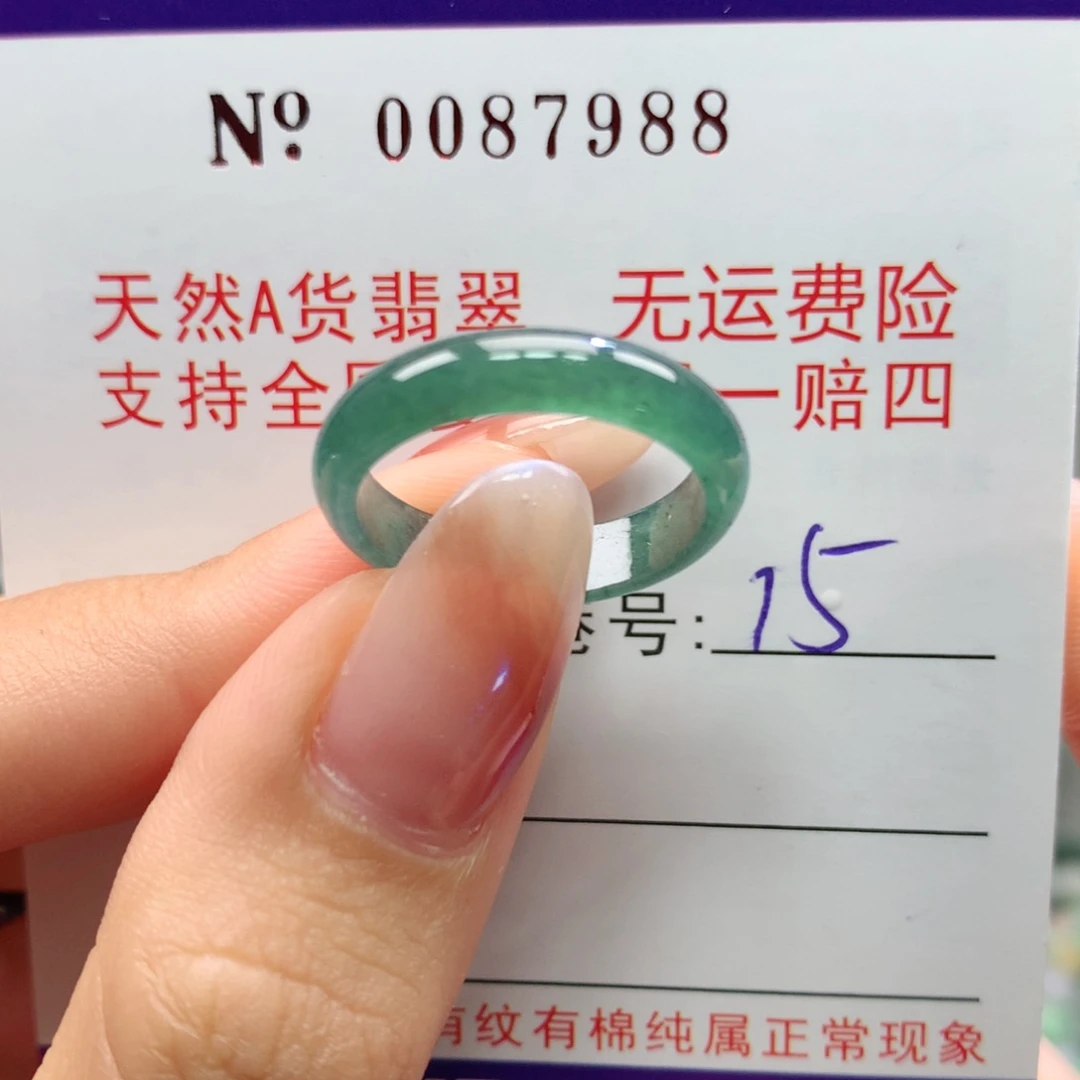 Nº 0087988
天然A货翡翠 无运费险
支持全 一赔四
号: 15
有纹有棉纯属正常现象